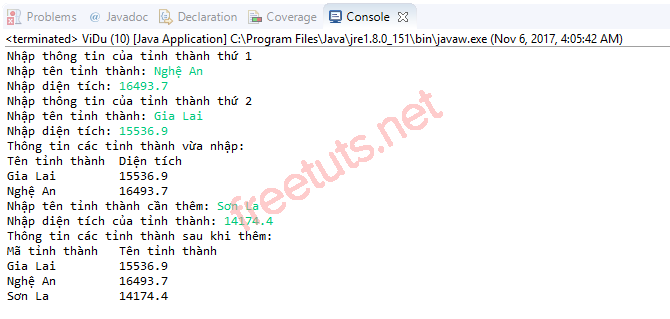 Problems @ Javadoc Declaration Coverage Console
<terminated> ViDu (10) [Java Application] C:\Program Files\Java\jre1.8.0_151\bin\javaw.exe (Nov 6, 2017, 4:05:42 AM)
Nhập thông tin của tỉnh thành thứ 1
Nhập tên tỉnh thành: Nghệ An
Nhập diện tích: 16493.7
Nhập thông tin của tỉnh thành thứ 2
Nhập tên tỉnh thành: Gia Lai
Nhập diện tích: 15536.9
Thông tin các tỉnh thành vừa nhập:
Tên tỉnh thành Diện tích
Gia Lai 15536.9
Nghệ An 16493.7
Nhập tên tỉnh thành cần thêm: Sơn La
Nhập diện tích của tỉnh thành: 14174.4
Thông tin các tỉnh thành sau khi thêm:
Mã tỉnh thành Tên tỉnh thành
Gia Lai 15536.9
Nghệ An 16493.7
Sơn La 14174.4
freetuts.net